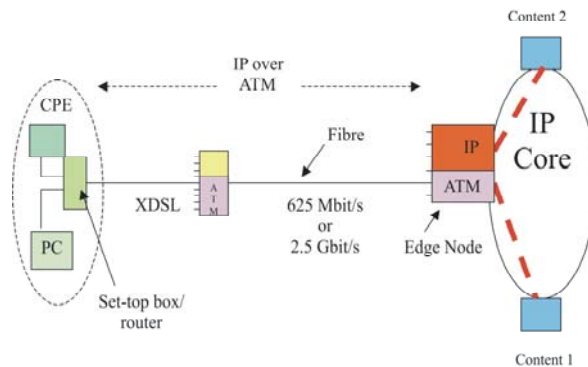 Content 2
IP over
ATM
CPE
IP
Core
Fibre
IP
ATM
A
T
M
XDSL
625 Mbit/s
or
2.5 Gbit/s
Edge Node
PC
Set-top box/
router
Content 1